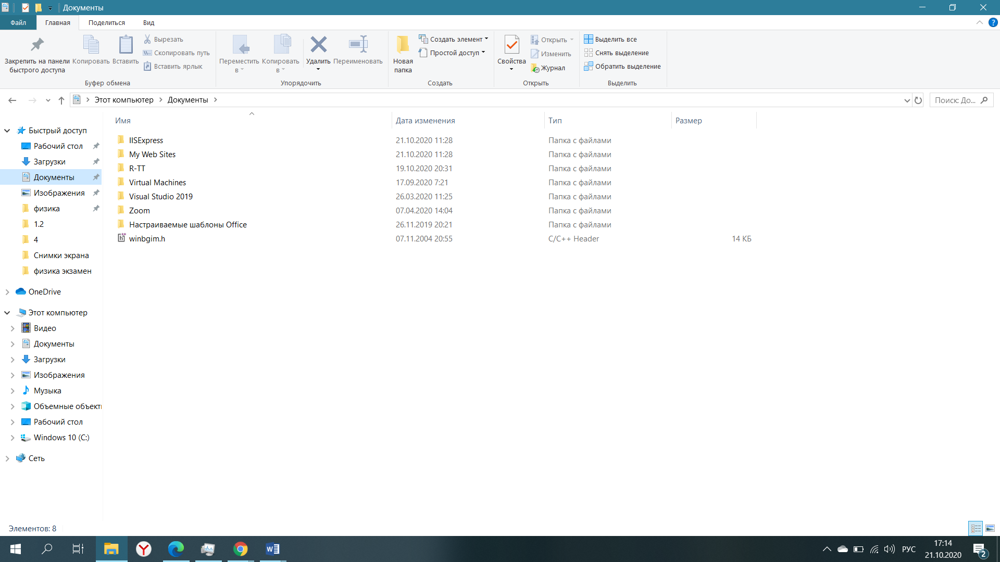 Документы
Файл Главная Поделиться Вид
Закрепить на панели быстрого доступа
Копировать
Вставить
Вырезать
Скопировать путь
Вставить ярлык
Буфер обмена
Переместить в
Копировать в
Удалить
Переименовать
Упорядочить
Новая папка
Создать элемент
Простой доступ
Создать
Свойства
Открыть
Изменить
Журнал
Открыть
Выделить все
Снять выделение
Обратить выделение
Выделить
Этот компьютер Документы
Поиск: До...
Быстрый доступ
Рабочий стол
Загрузки
Документы
Изображения
физика
1.2
4
Снимки экрана
физика экзамен
OneDrive
Этот компьютер
Видео
Документы
Загрузки
Изображения
Музыка
Объемные объект
Рабочий стол
Windows 10 (C:)
Сеть
Имя Дата изменения Тип Размер
IISExpress 21.10.2020 11:28 Папка с файлами
My Web Sites 21.10.2020 11:28 Папка с файлами
R-TT 19.10.2020 20:31 Папка с файлами
Virtual Machines 17.09.2020 7:21 Папка с файлами
Visual Studio 2019 26.03.2020 11:25 Папка с файлами
Zoom 07.04.2020 14:04 Папка с файлами
Настраиваемые шаблоны Office 26.11.2019 20:21 Папка с файлами
winbgim.h 07.11.2004 20:55 C/C++ Header 14 КБ
Элементов: 8
РУС
17:14
21.10.2020
2